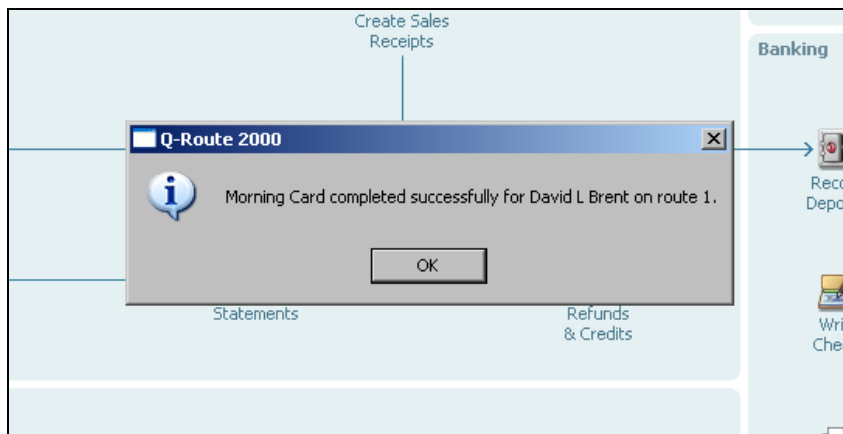 Create Sales
Receipts
Banking
Q-Route 2000
Morning Card completed successfully for David L Brent on route 1.
OK
Statements
Refunds
& Credits